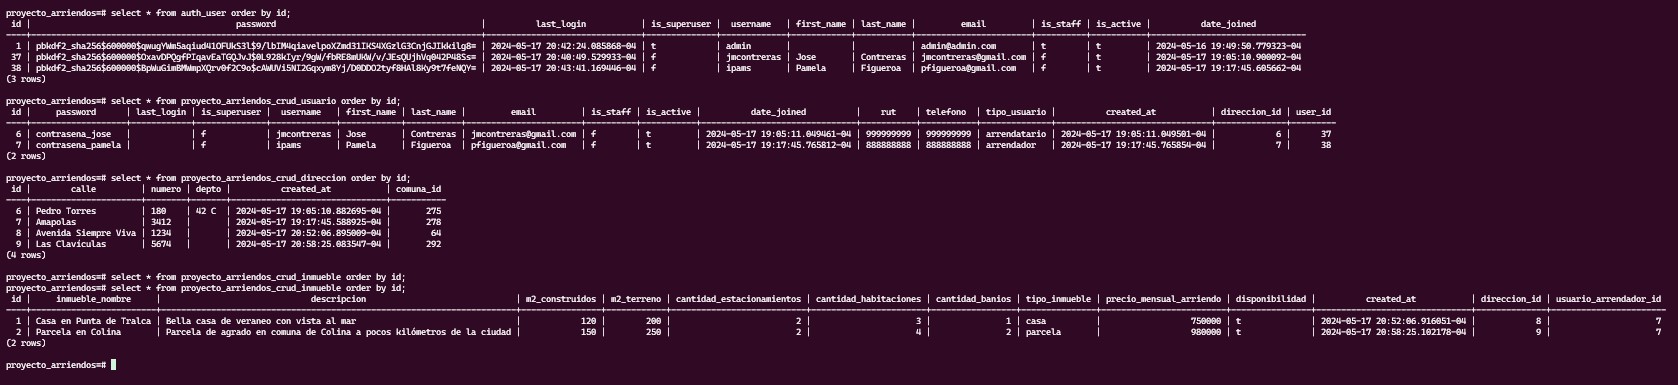 proyecto_arriendos=# select * from auth_user order by id;
id | password | last_login | is_superuser | username | first_name | last_name | email | is_staff | is_active | date_joined
1 | | 2024-05-17 20:42:24.085868-04 | t | admin | | | admin@admin.com | t | t | 2024-05-16 19:49:50.779323-04
37 | | 2024-05-17 20:40:49.529933-04 | f | jmcontreras | Jose | Contreras | jmcontreras@gmail.com | f | t | 2024-05-17 19:05:10.900092-04
38 | | 2024-05-17 20:43:41.169446-04 | f | ipams | Pamela | Figueroa | pfigueroa@gmail.com | f | t | 2024-05-17 19:17:45.605662-04
(3 rows)
proyecto_arriendos=# select * from proyecto_arriendos_crud_usuario order by id;
id | password | last_login | is_superuser | username | first_name | last_name | email | is_staff | is_active | date_joined | rut | telefono | tipo_usuario | created_at | direccion_id | user_id
6 | contrasena_jose | | f | jmcontreras | Jose | Contreras | jmcontreras@gmail.com | f | t | 2024-05-17 19:05:11.049461-04 | 999999999 | 999999999 | arrendatario | 2024-05-17 19:05:11.049501-04 | 6 | 37
7 | contrasena_pamela | | f | ipams | Pamela | Figueroa | pfigueroa@gmail.com | f | t | 2024-05-17 19:17:45.765812-04 | 888888888 | 888888888 | arrendador | 2024-05-17 19:17:45.765854-04 | 7 | 38
(2 rows)
proyecto_arriendos=# select * from proyecto_arriendos_crud_direccion order by id;
id | calle | numero | depto | created_at | comuna_id
6 | Pedro Torres | 180 | 42 C | 2024-05-17 19:05:10.882695-04 | 275
7 | Amapolas | 3412 | | 2024-05-17 19:17:45.588925-04 | 278
8 | Avenida Siempre Viva | 1234 | | 2024-05-17 20:52:06.895009-04 | 64
9 | Las Clavículas | 5674 | | 2024-05-17 20:58:25.083547-04 | 292
(4 rows)
proyecto_arriendos=# select * from proyecto_arriendos_crud_inmueble order by id;
proyecto_arriendos=# select * from proyecto_arriendos_crud_inmueble order by id;
id | inmueble_nombre | descripcion | m2_construidos | m2_terreno | cantidad_estacionamientos | cantidad_habitaciones | cantidad_banios | tipo_inmueble | precio_mensual_arriendo | disponibilidad | created_at | direccion_id | usuario_arrendador_id
1 | Casa en Punta de Tralca | Bella casa de veraneo con vista al mar | 120 | 200 | 2 | 3 | 1 | casa | 750000 | t | 2024-05-17 20:52:06.916051-04 | 8 | 7
2 | Parcela en Colina | Parcela de agrado en comuna de Colina a pocos kilómetros de la ciudad | 150 | 250 | 2 | 4 | 2 | parcela | 980000 | t | 2024-05-17 20:58:25.102178-04 | 9 | 7
(2 rows)
proyecto_arriendos=#